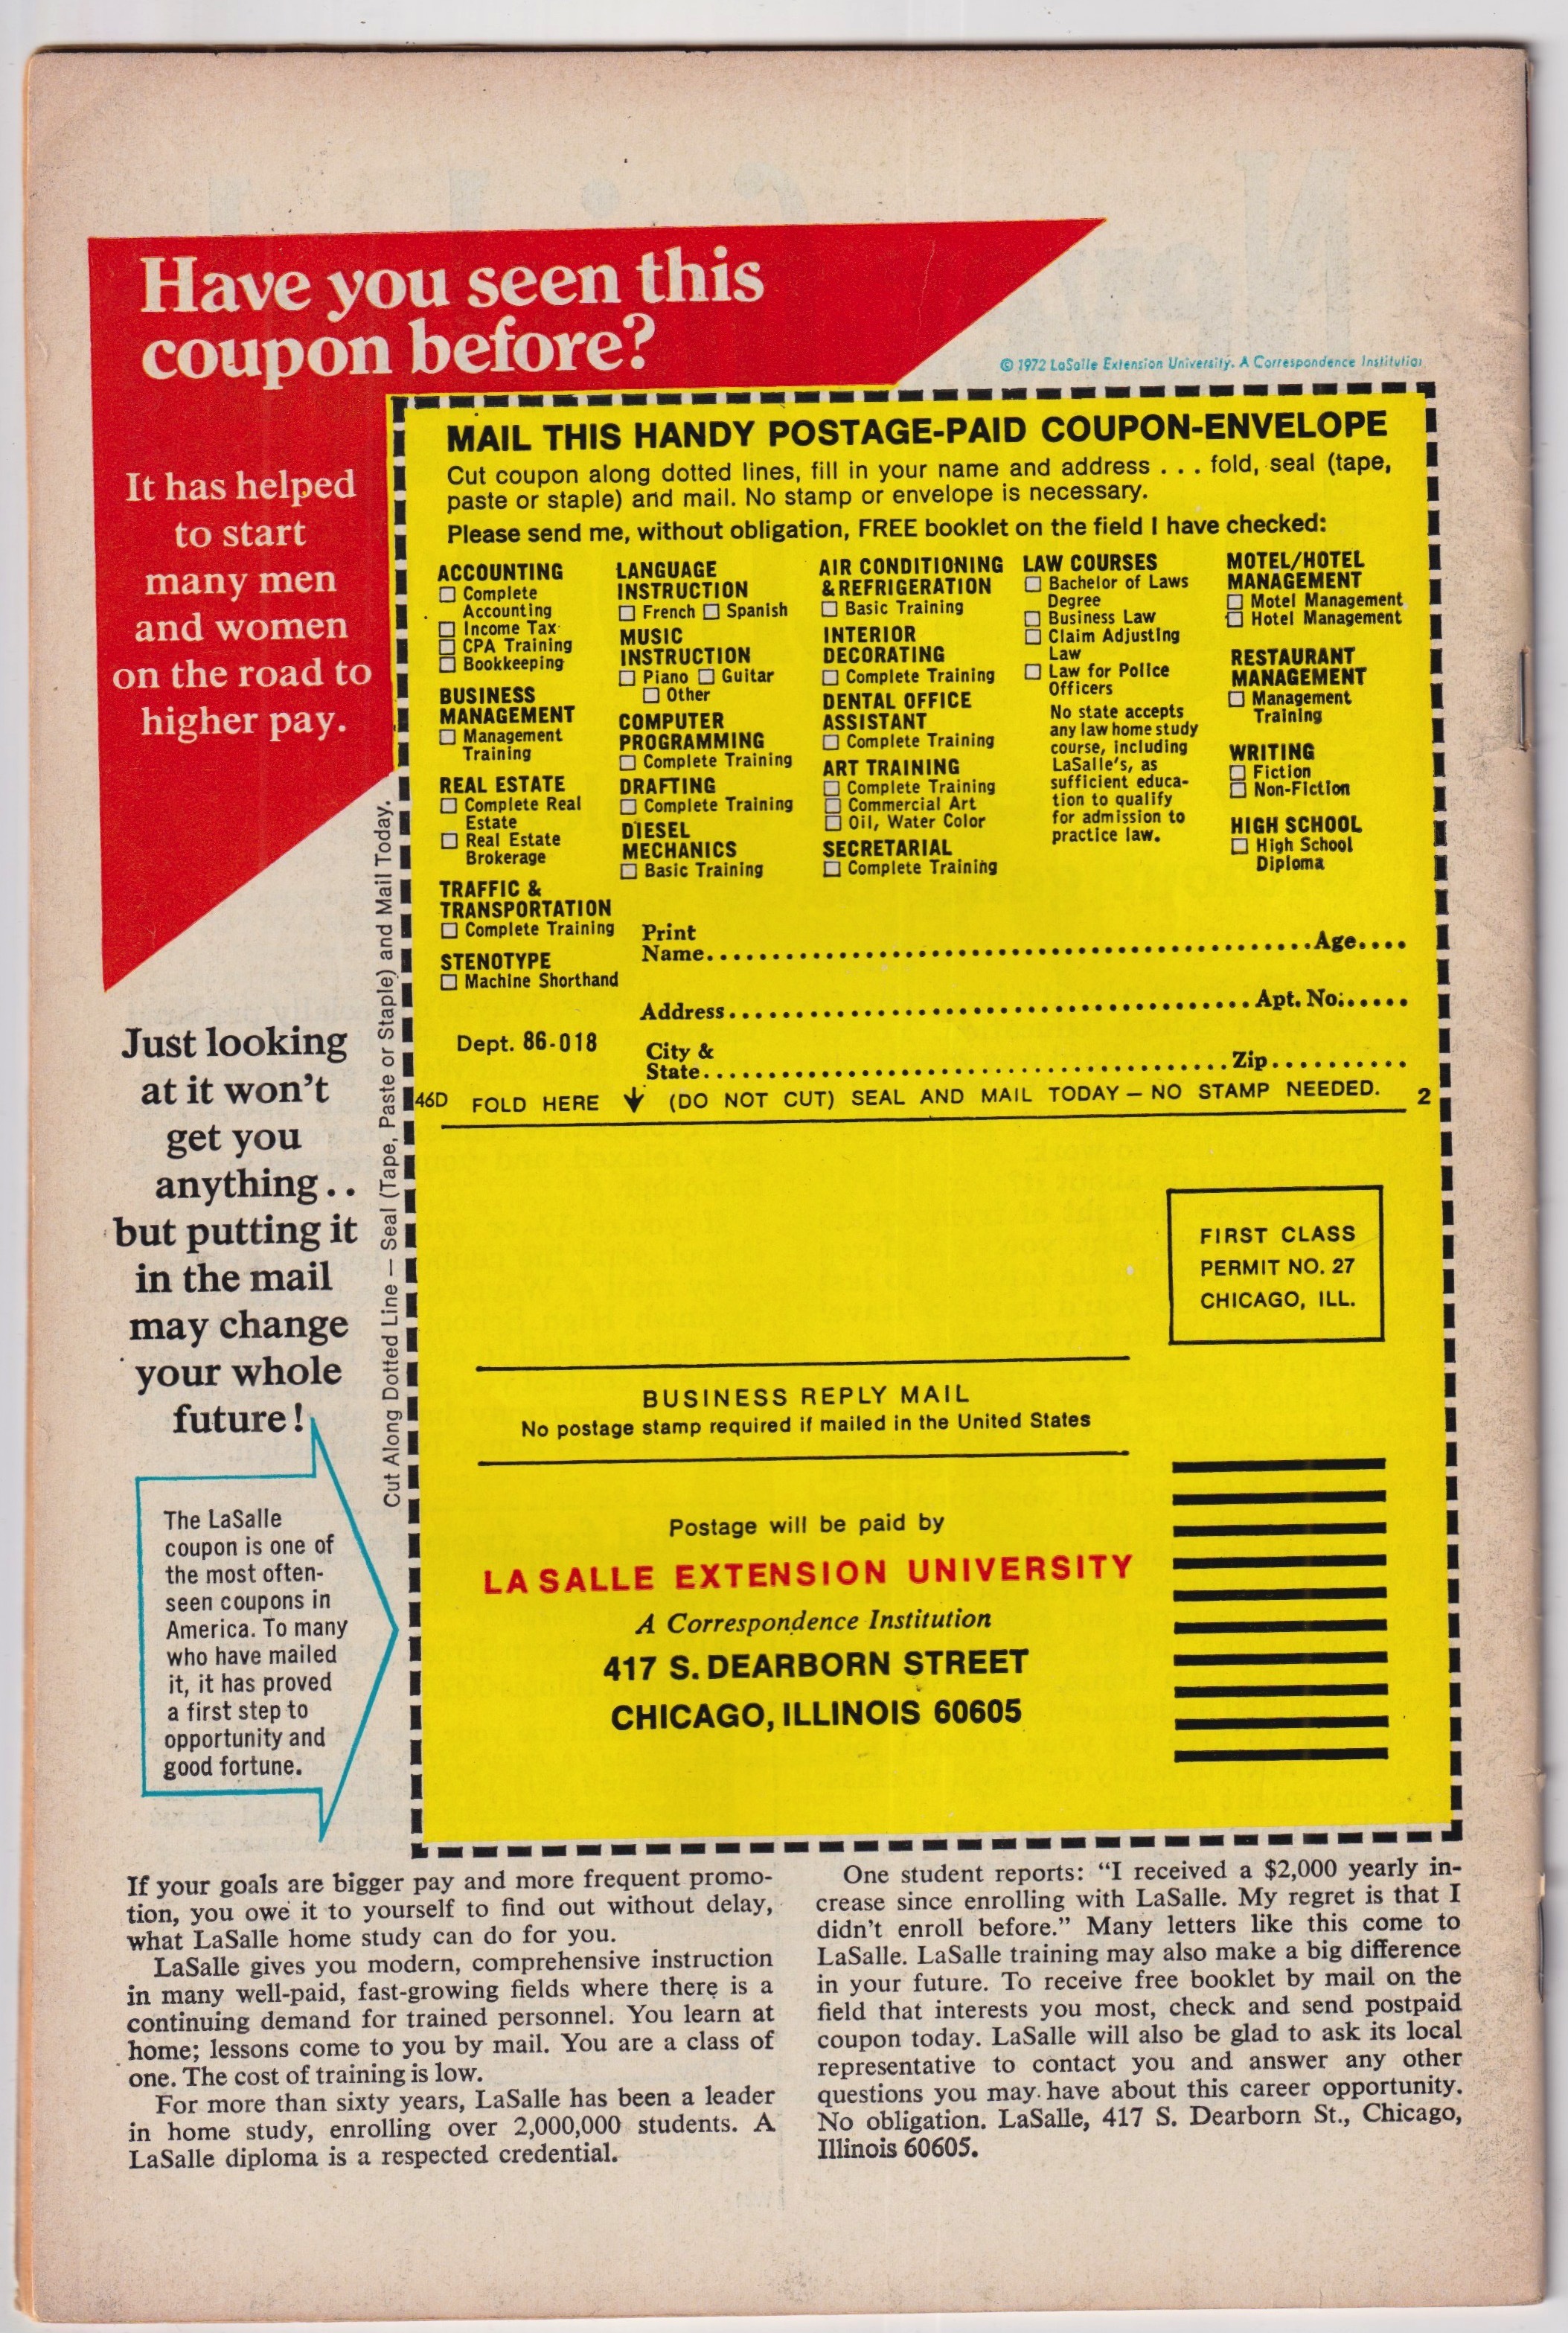 Have you seen this
coupon before?
© 1972 LaSalle Extension University. A Correspondence Institution
It has helped
to start
many men
and women
on the road to
higher pay.
Just looking
at it won't
get you
anything . .
but putting it
in the mail
may change
your whole
future!
The LaSalle
coupon is one of
the most often-
seen coupons in
America. To many
who have mailed
it, it has proved
a first step to
opportunity and
good fortune.
Cut Along Dotted Line — Seal (Tape, Paste or Staple) and Mail Today.
MAIL THIS HANDY POSTAGE-PAID COUPON-ENVELOPE
Cut coupon along dotted lines, fill in your name and address . . . fold, seal (tape,
paste or staple) and mail. No stamp or envelope is necessary.
Please send me, without obligation, FREE booklet on the field I have checked:
ACCOUNTING
☐ Complete
Accounting
☐ Income Tax
☐ CPA Training
☐ Bookkeeping
BUSINESS
MANAGEMENT
☐ Management
Training
REAL ESTATE
☐ Complete Real
Estate
☐ Real Estate
Brokerage
TRAFFIC &
TRANSPORTATION
☐ Complete Training
STENOTYPE
☐ Machine Shorthand
LANGUAGE
INSTRUCTION
☐ French ☐ Spanish
MUSIC
INSTRUCTION
☐ Piano ☐ Guitar
☐ Other
COMPUTER
PROGRAMMING
☐ Complete Training
DRAFTING
☐ Complete Training
DIESEL
MECHANICS
☐ Basic Training
AIR CONDITIONING
& REFRIGERATION
☐ Basic Training
INTERIOR
DECORATING
☐ Complete Training
DENTAL OFFICE
ASSISTANT
☐ Complete Training
ART TRAINING
☐ Complete Training
☐ Commercial Art
☐ Oil, Water Color
SECRETARIAL
☐ Complete Training
LAW COURSES
☐ Bachelor of Laws
Degree
☐ Business Law
☐ Claim Adjusting
Law
☐ Law for Police
Officers
No state accepts
any law home study
course, including
LaSalle's, as
sufficient educa-
tion to qualify
for admission to
practice law.
MOTEL/HOTEL
MANAGEMENT
☐ Motel Management
☐ Hotel Management
RESTAURANT
MANAGEMENT
☐ Management
Training
WRITING
☐ Fiction
☐ Non-Fiction
HIGH SCHOOL
☐ High School
Diploma
Print
Name.............................................Age....
Address.......................................Apt. No......
Dept. 86-018
City &
State.......................................Zip..........
46D FOLD HERE ↓ (DO NOT CUT) SEAL AND MAIL TODAY — NO STAMP NEEDED. 2
FIRST CLASS
PERMIT NO. 27
CHICAGO, ILL.
BUSINESS REPLY MAIL
No postage stamp required if mailed in the United States
Postage will be paid by
LA SALLE EXTENSION UNIVERSITY
A Correspondence Institution
417 S. DEARBORN STREET
CHICAGO, ILLINOIS 60605
If your goals are bigger pay and more frequent promo-
tion, you owe it to yourself to find out without delay,
what LaSalle home study can do for you.
LaSalle gives you modern, comprehensive instruction
in many well-paid, fast-growing fields where there is a
continuing demand for trained personnel. You learn at
home; lessons come to you by mail. You are a class of
one. The cost of training is low.
For more than sixty years, LaSalle has been a leader
in home study, enrolling over 2,000,000 students. A
LaSalle diploma is a respected credential.
One student reports: "I received a $2,000 yearly in-
crease since enrolling with LaSalle. My regret is that I
didn't enroll before." Many letters like this come to
LaSalle. LaSalle training may also make a big difference
in your future. To receive free booklet by mail on the
field that interests you most, check and send postpaid
coupon today. LaSalle will also be glad to ask its local
representative to contact you and answer any other
questions you may have about this career opportunity.
No obligation. LaSalle, 417 S. Dearborn St., Chicago,
Illinois 60605.